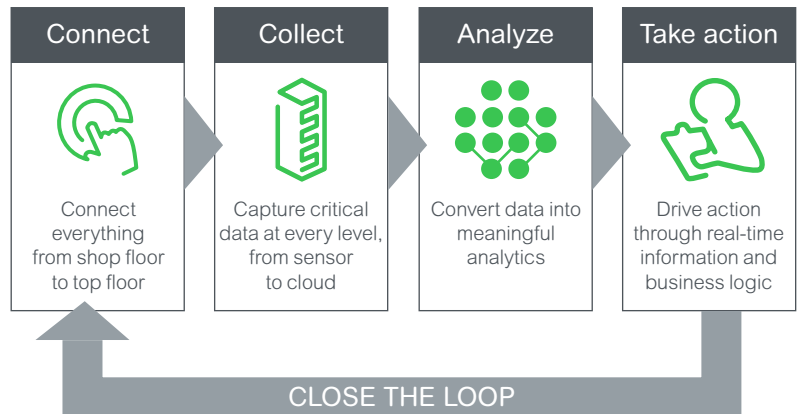 Connect
Connect
everything
from shop floor
to top floor
Collect
Capture critical
data at every level,
from sensor
to cloud
Analyze
Convert data into
meaningful
analytics
Take action
Drive action
through real-time
information and
business logic
CLOSE THE LOOP